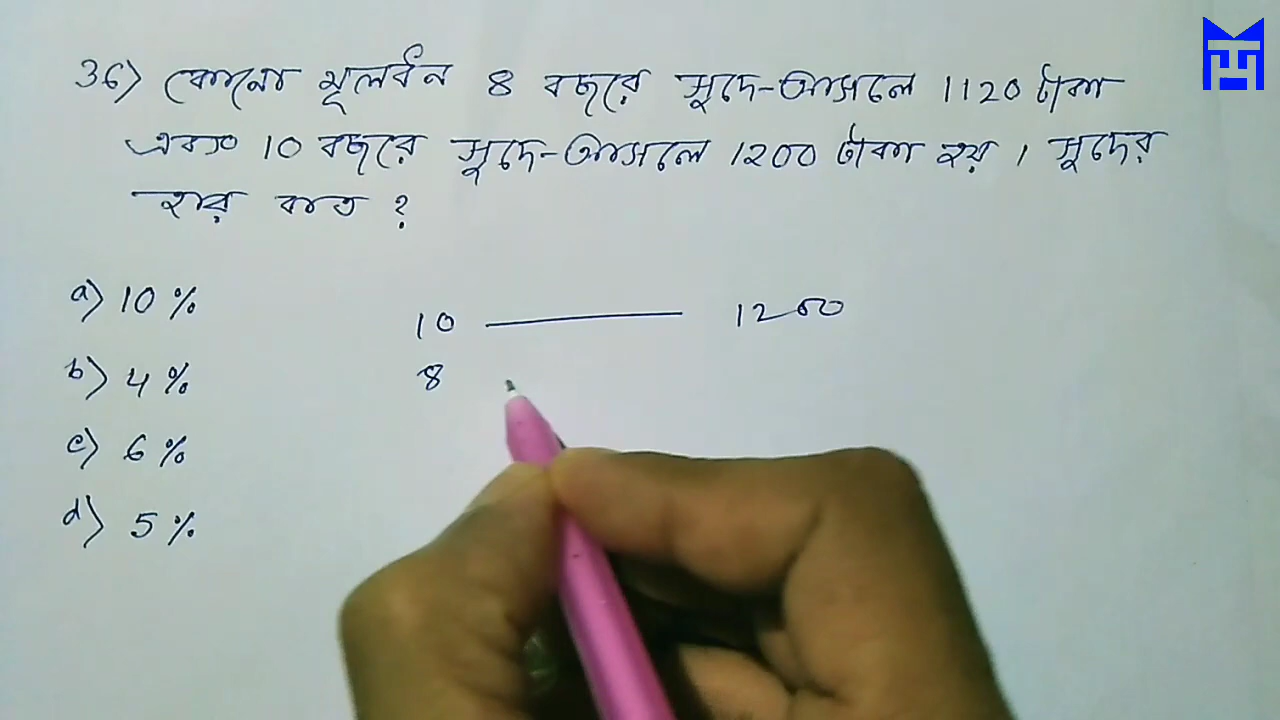 36) কোনো মূলধন 8 বছরে সুদে-আসলে 1120 টাকা
এবং 10 বছরে সুদে-আসলে 1200 টাকা হয়। সুদের
হার কত ?
a) 10 %
b) 4 %
c) 6 %
d) 5 %
10 — 1200
8